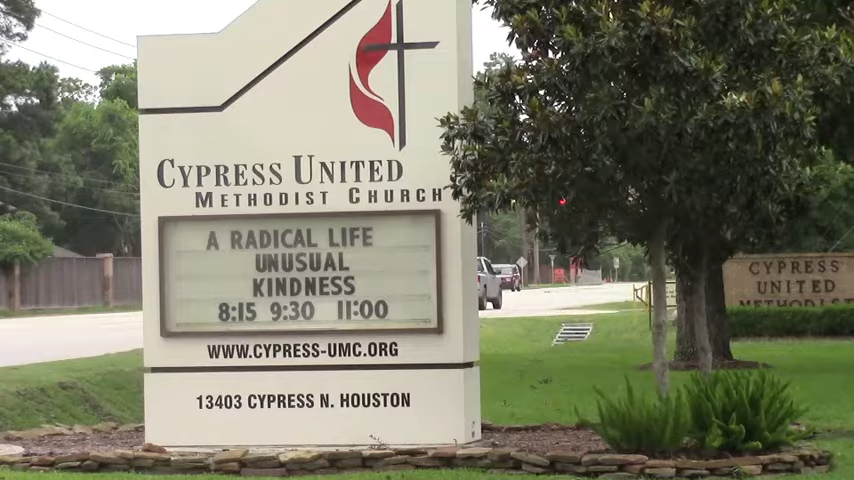 CYPRESS UNITED
METHODIST CHURCH
A RADICAL LIFE
UNUSUAL
KINDNESS
8:15 9:30 11:00
WWW.CYPRESS-UMC.ORG
13403 CYPRESS N. HOUSTON
CYPRESS
UNITED
METHODIST